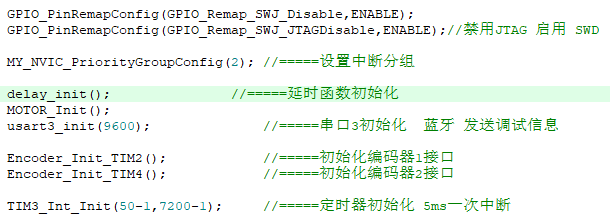 GPIO_PinRemapConfig(GPIO_Remap_SWJ_Disable,ENABLE);
GPIO_PinRemapConfig(GPIO_Remap_SWJ_JTAGDisable,ENABLE);//禁用JTAG 启用 SWD
MY_NVIC_PriorityGroupConfig(2); //=====设置中断分组
delay_init(); //=====延时函数初始化
MOTOR_Init();
usart3_init(9600); //=====串口3初始化 蓝牙 发送调试信息
Encoder_Init_TIM2(); //=====初始化编码器1接口
Encoder_Init_TIM4(); //=====初始化编码器2接口
TIM3_Int_Init(50-1,7200-1); //=====定时器初始化 5ms一次中断